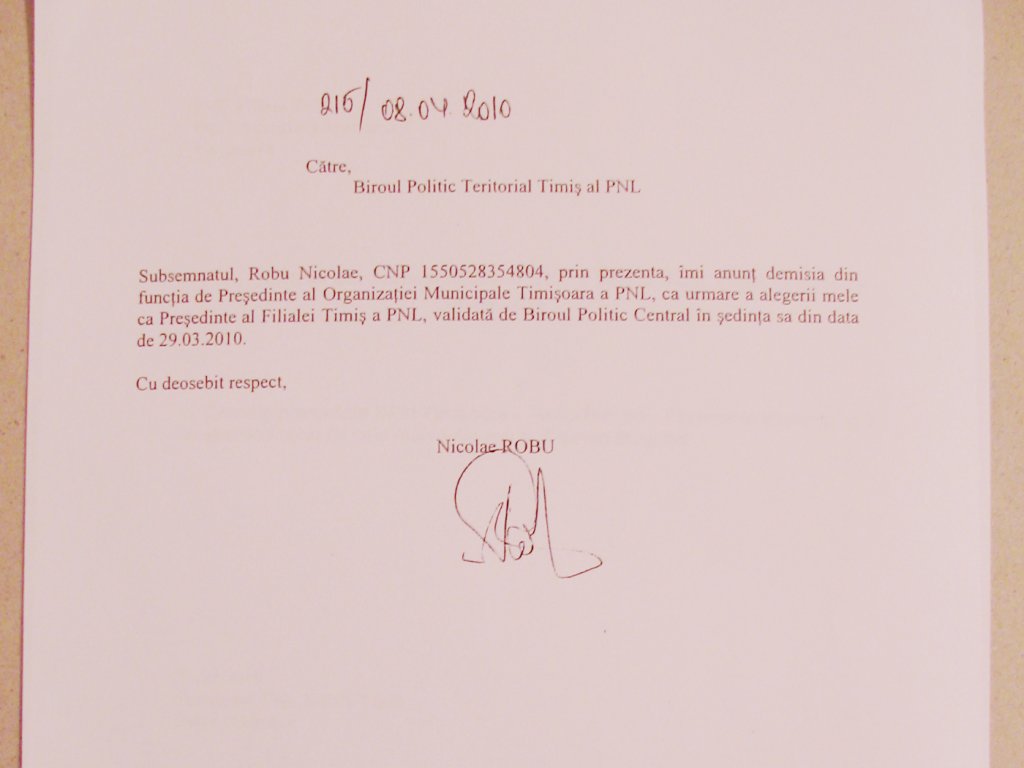 215/ 08.04.2010
Către,
Biroul Politic Teritorial Timiş al PNL
Subsemnatul, Robu Nicolae, CNP 1550528354804, prin prezenta, îmi anunţ demisia din
funcţia de Preşedinte al Organizaţiei Municipale Timişoara a PNL, ca urmare a alegerii mele
ca Preşedinte al Filialei Timiş a PNL, validată de Biroul Politic Central în şedinţa sa din data
de 29.03.2010.
Cu deosebit respect,
Nicolae ROBU